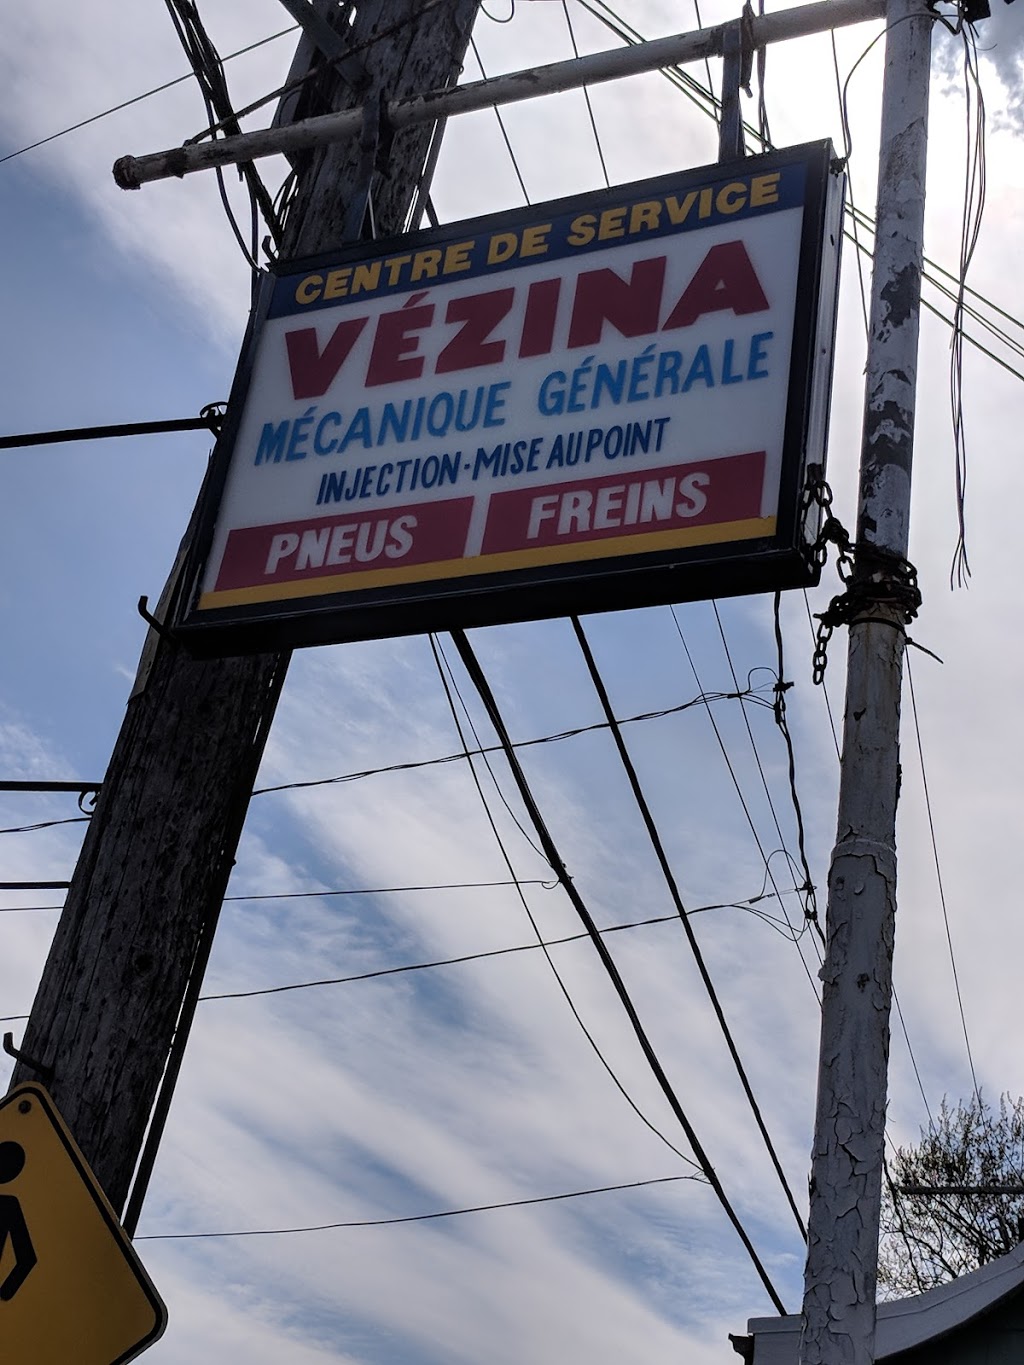 CENTRE DE SERVICE
VÉZINA
MÉCANIQUE GÉNÉRALE
INJECTION-MISE AU POINT
PNEUS FREINS